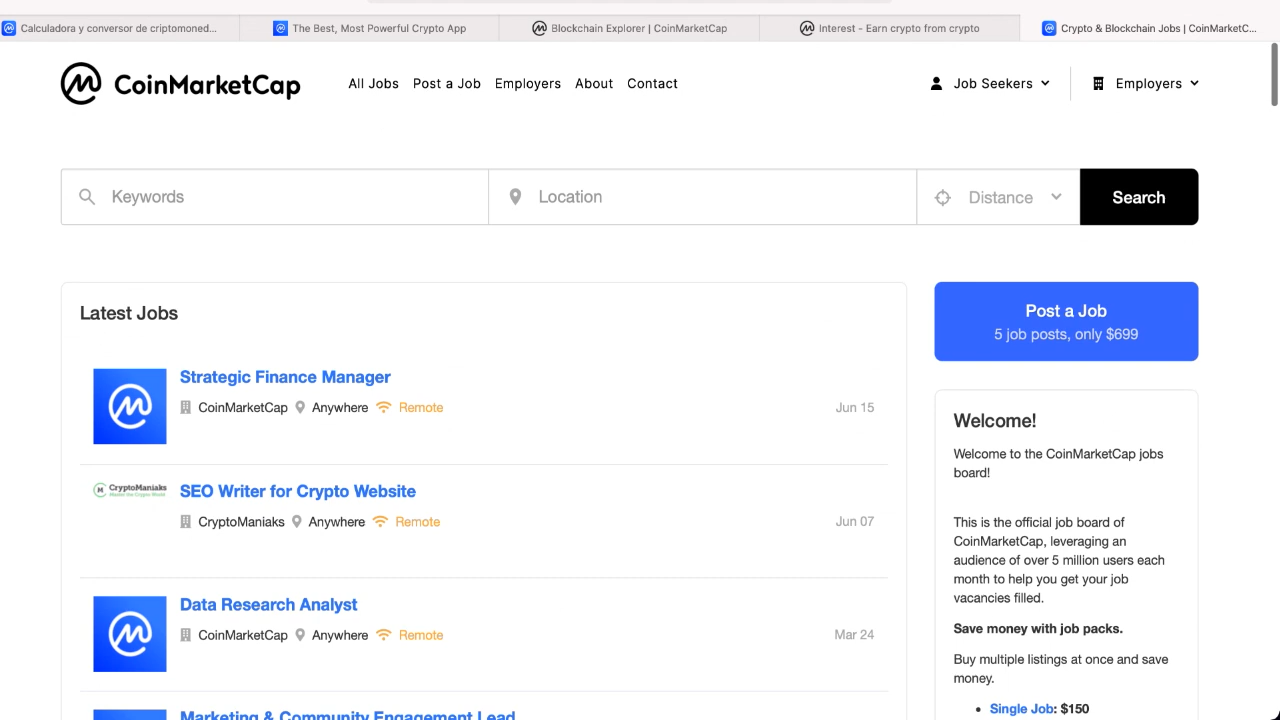 Calculadora y conversor de criptomoned...
The Best, Most Powerful Crypto App
Blockchain Explorer | CoinMarketCap
Interest - Earn crypto from crypto
Crypto & Blockchain Jobs | CoinMarketC...
CoinMarketCap
All Jobs
Post a Job
Employers
About
Contact
Job Seekers
Employers
Keywords
Location
Distance
Search
Latest Jobs
Strategic Finance Manager
CoinMarketCap Anywhere Remote
Jun 15
CryptoManiaks
Master the Crypto World
SEO Writer for Crypto Website
CryptoManiaks Anywhere Remote
Jun 07
Data Research Analyst
CoinMarketCap Anywhere Remote
Mar 24
Marketing & Community Engagement Lead
Post a Job
5 job posts, only $699
Welcome!
Welcome to the CoinMarketCap jobs
board!
This is the official job board of
CoinMarketCap, leveraging an
audience of over 5 million users each
month to help you get your job
vacancies filled.
Save money with job packs.
Buy multiple listings at once and save
money.
• Single Job: $150